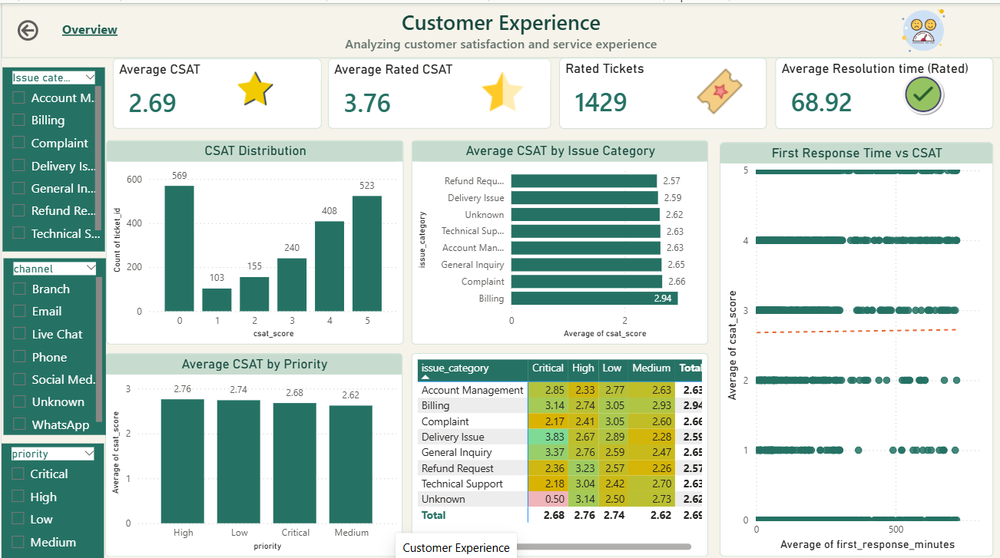 Overview
Customer Experience
Analyzing customer satisfaction and service experience
Issue cate...
Account M.
Billing
Complaint
Delivery Is...
General In...
Refund Re...
Technical S...
channel
Branch
Email
Live Chat
Phone
Social Med.
Unknown
WhatsApp
priority
Critical
High
Low
Medium
Average CSAT
2.69
Average Rated CSAT
3.76
Rated Tickets
1429
Average Resolution time (Rated)
68.92
CSAT Distribution
Count of ticket_id
600
400
200
0
569
103
155
240
408
523
0 1 2 3 4 5
csat_score
Average CSAT by Issue Category
issue_category
Refund Requ... 2.57
Delivery Issue 2.59
Unknown 2.62
Technical Sup... 2.63
Account Man... 2.63
General Inquiry 2.65
Complaint 2.66
Billing 2.94
0 2
Average of csat_score
First Response Time vs CSAT
Average of csat_score
5
4
3
2
1
0
0 500
Average of first_response_minutes
Average CSAT by Priority
Average of csat_score
3
2
1
0
2.76 2.74 2.68 2.62
High Low Critical Medium
priority
issue_category Critical High Low Medium Total
Account Management 2.85 2.33 2.77 2.63 2.63
Billing 3.14 2.74 3.05 2.93 2.94
Complaint 2.17 2.41 3.05 2.60 2.66
Delivery Issue 3.83 2.67 2.89 2.28 2.59
General Inquiry 3.37 2.76 2.59 2.47 2.65
Refund Request 2.36 3.23 2.57 2.26 2.57
Technical Support 2.18 3.04 2.42 2.70 2.63
Unknown 0.50 3.14 2.50 2.73 2.62
Total 2.68 2.76 2.74 2.62 2.69
Customer Experience